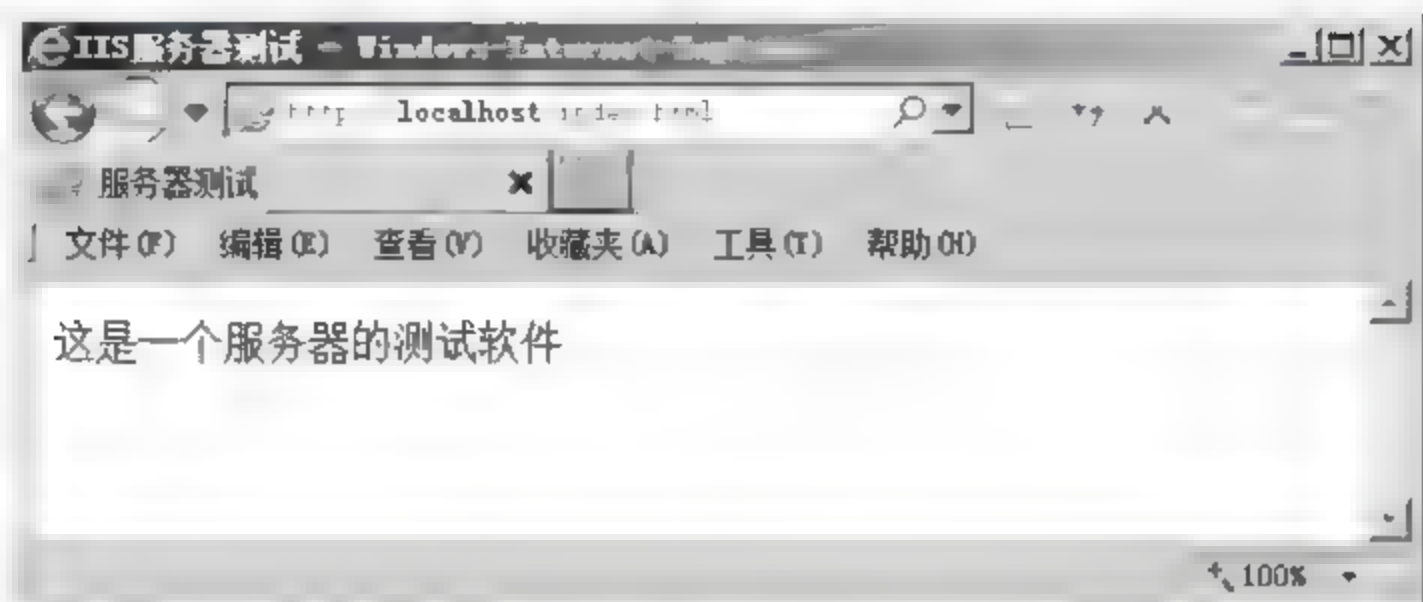 IIS服务器测试 - Windows Internet
localhost
服务器测试
文件(F) 编辑(E) 查看(V) 收藏夹(A) 工具(T) 帮助(H)
这是一个服务器的测试软件
100%